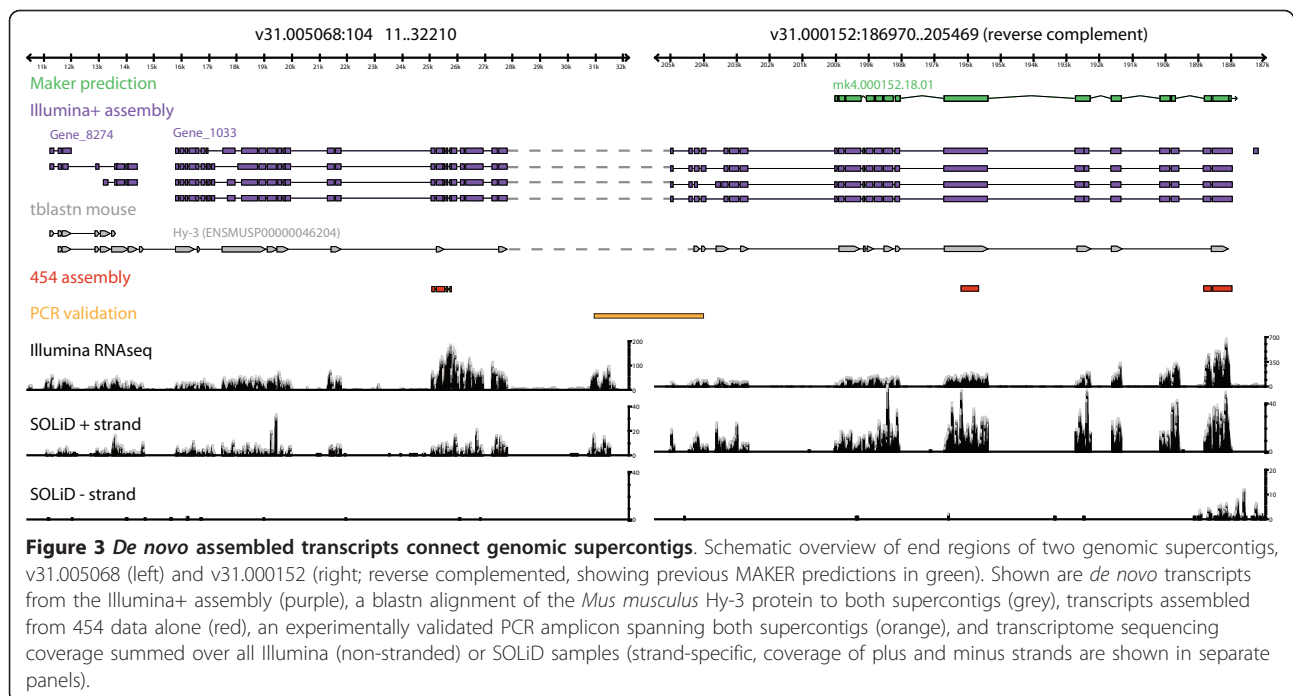 v31.005068:104 11..32210
v31.000152:186970..205469 (reverse complement)
11k 12k 13k 14k 15k 16k 17k 18k 19k 20k 21k 22k 23k 24k 25k 26k 27k 28k 31k 32k
205k 204k 203k 202k 201k 200k 199k 198k 197k 196k 195k 194k 193k 192k 191k 190k 189k 188k 187k
Maker prediction
mk4.000152.18.01
Illumina+ assembly
Gene_8274
Gene_1033
tblastn mouse
Hy-3 (ENSMUSP00000046204)
454 assembly
PCR validation
Illumina RNAseq
200
100
0
700
350
0
SOLiD + strand
40
20
0
40
0
SOLiD - strand
40
0
20
10
0
Figure 3 De novo assembled transcripts connect genomic supercontigs. Schematic overview of end regions of two genomic supercontigs,
v31.005068 (left) and v31.000152 (right; reverse complemented, showing previous MAKER predictions in green). Shown are de novo transcripts
from the Illumina+ assembly (purple), a blastn alignment of the Mus musculus Hy-3 protein to both supercontigs (grey), transcripts assembled
from 454 data alone (red), an experimentally validated PCR amplicon spanning both supercontigs (orange), and transcriptome sequencing
coverage summed over all Illumina (non-stranded) or SOLiD samples (strand-specific, coverage of plus and minus strands are shown in separate
panels).